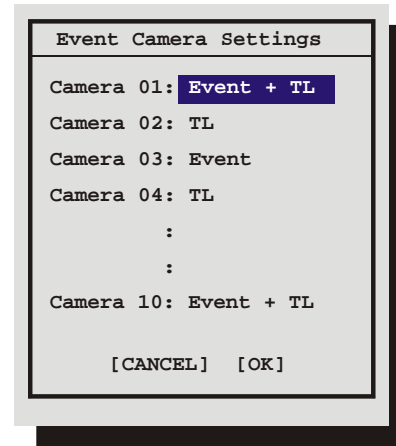 Event Camera Settings
Camera 01: Event + TL
Camera 02: TL
Camera 03: Event
Camera 04: TL
:
:
Camera 10: Event + TL
[CANCEL] [OK]